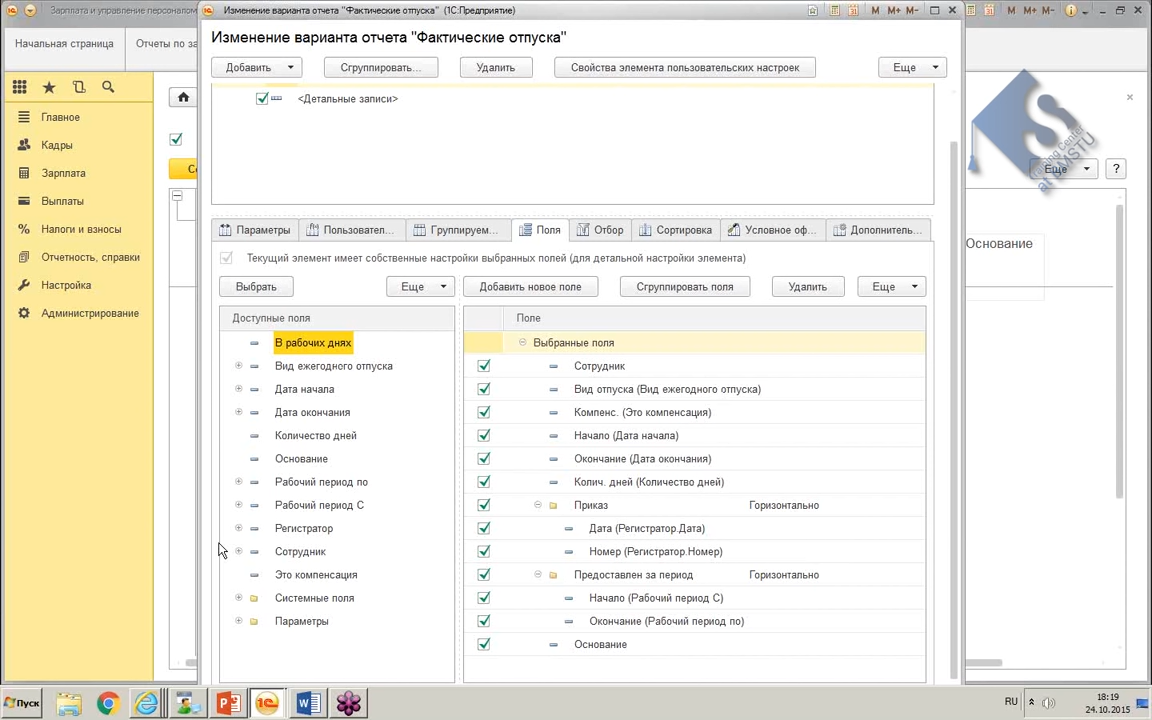 Зарплата и управление персоналом
Изменение варианта отчета "Фактические отпуска" (1С:Предприятие)
M M+ M-
M M+ M-
Начальная страница
Отчеты по за
Изменение варианта отчета "Фактические отпуска"
Добавить
Сгруппировать...
Удалить
Свойства элемента пользовательских настроек
Еще
<Детальные записи>
Главное
Кадры
Зарплата
Выплаты
Налоги и взносы
Отчетность, справки
Настройка
Администрирование
Training Center
at BMSTU
Еще
?
Основание
Параметры
Пользовател...
Группируем...
Поля
Отбор
Сортировка
Условное оф...
Дополнитель...
Текущий элемент имеет собственные настройки выбранных полей (для детальной настройки элемента)
Выбрать
Еще
Добавить новое поле
Сгруппировать поля
Удалить
Еще
Доступные поля
В рабочих днях
Вид ежегодного отпуска
Дата начала
Дата окончания
Количество дней
Основание
Рабочий период по
Рабочий период С
Регистратор
Сотрудник
Это компенсация
Системные поля
Параметры
Поле
Выбранные поля
Сотрудник
Вид отпуска (Вид ежегодного отпуска)
Компенс. (Это компенсация)
Начало (Дата начала)
Окончание (Дата окончания)
Колич. дней (Количество дней)
Приказ Горизонтально
Дата (Регистратор.Дата)
Номер (Регистратор.Номер)
Предоставлен за период Горизонтально
Начало (Рабочий период С)
Окончание (Рабочий период по)
Основание
Пуск
RU
18:19
24.10.2015